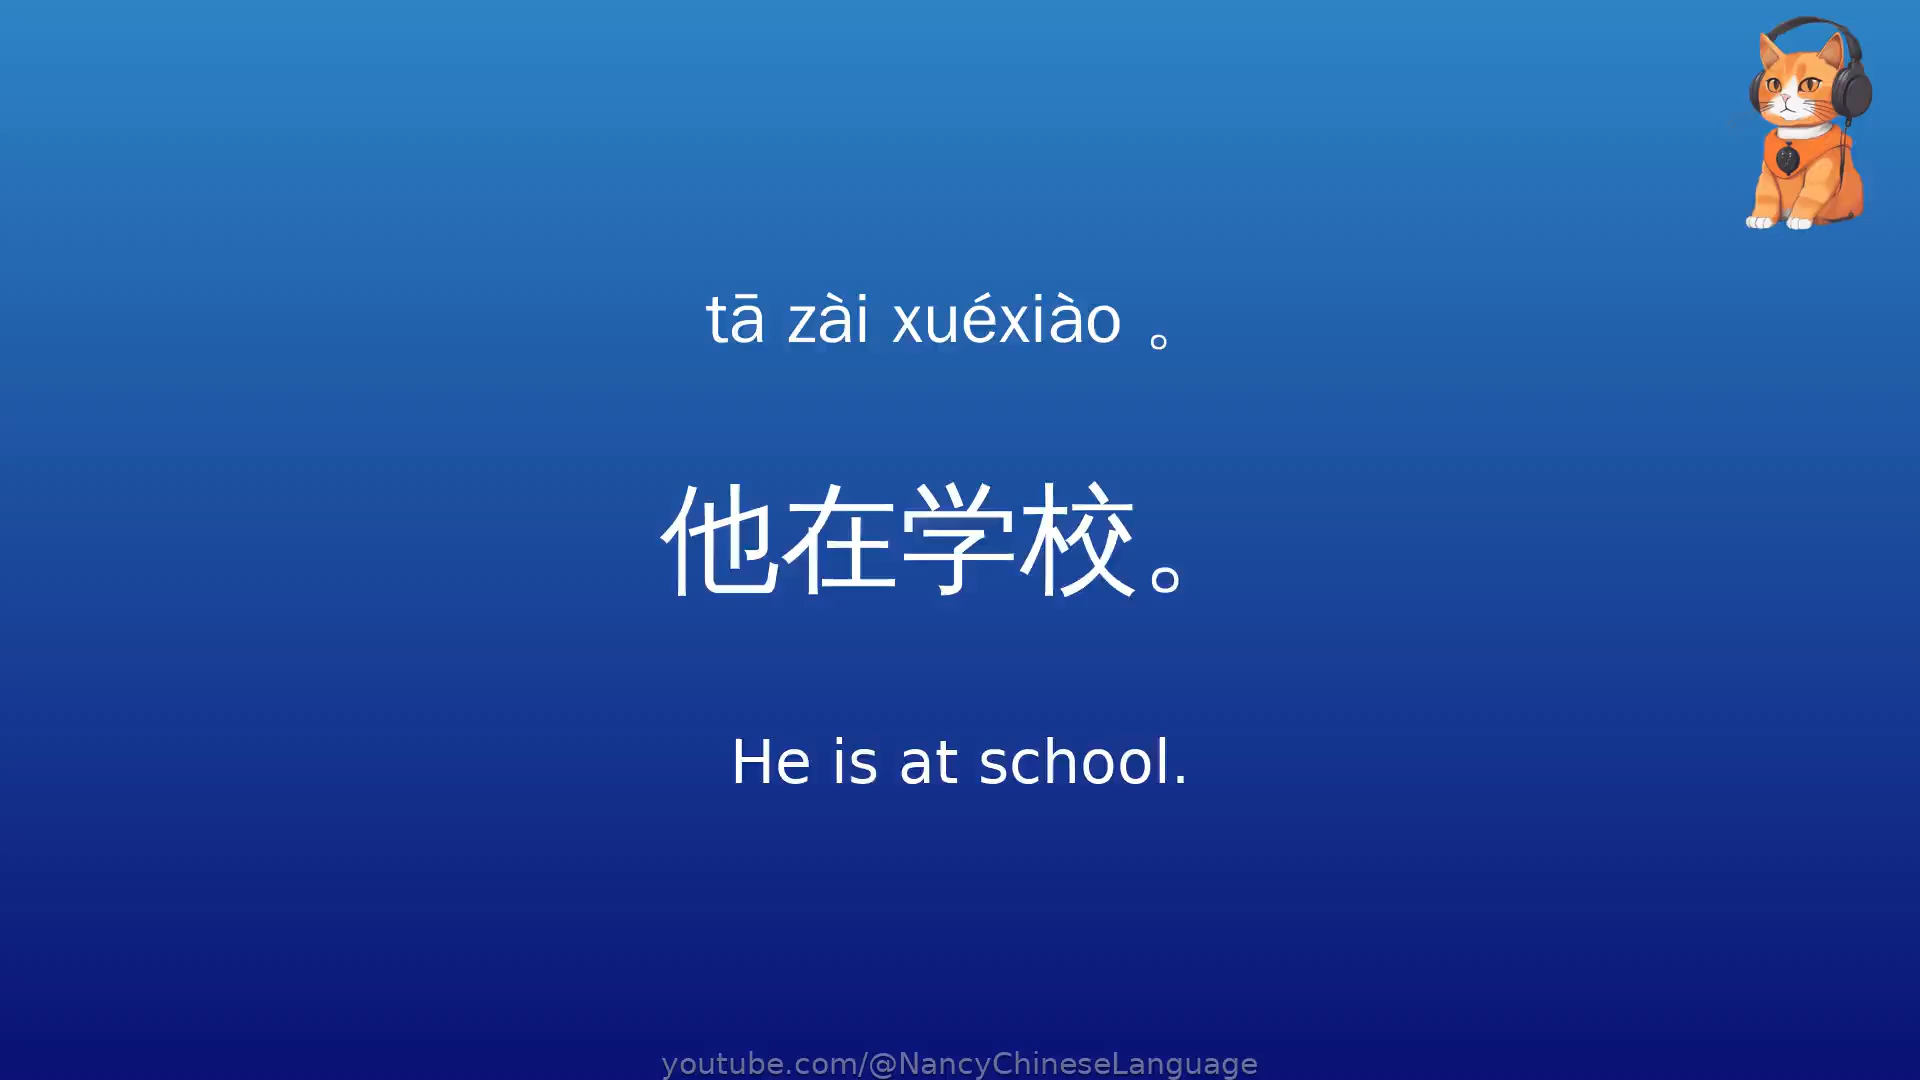 tā zài xuéxiào 。
他在学校。
He is at school.
youtube.com/@NancyChineseLanguage